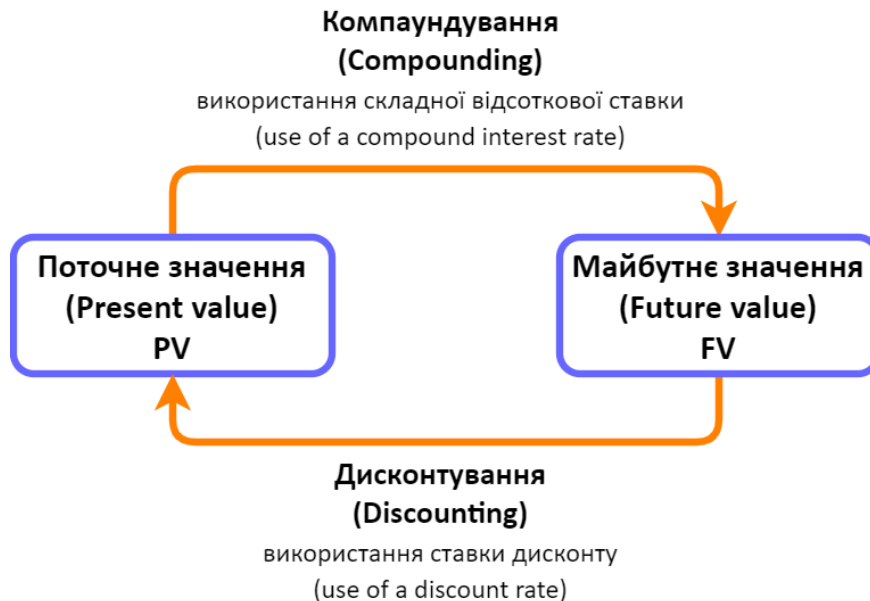 Компаундування
(Compounding)
використання складної відсоткової ставки
(use of a compound interest rate)
Поточне значення
(Present value)
PV
Майбутнє значення
(Future value)
FV
Дисконтування
(Discounting)
використання ставки дисконту
(use of a discount rate)